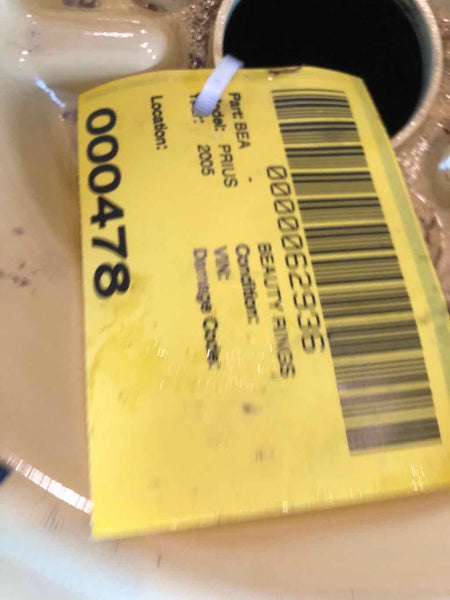 0000062936
Part: BEA - BEAUTY RINGS
Model: PRIUS Condition:
Year: 2005 VIN:
Damage Code:
Location:
000478